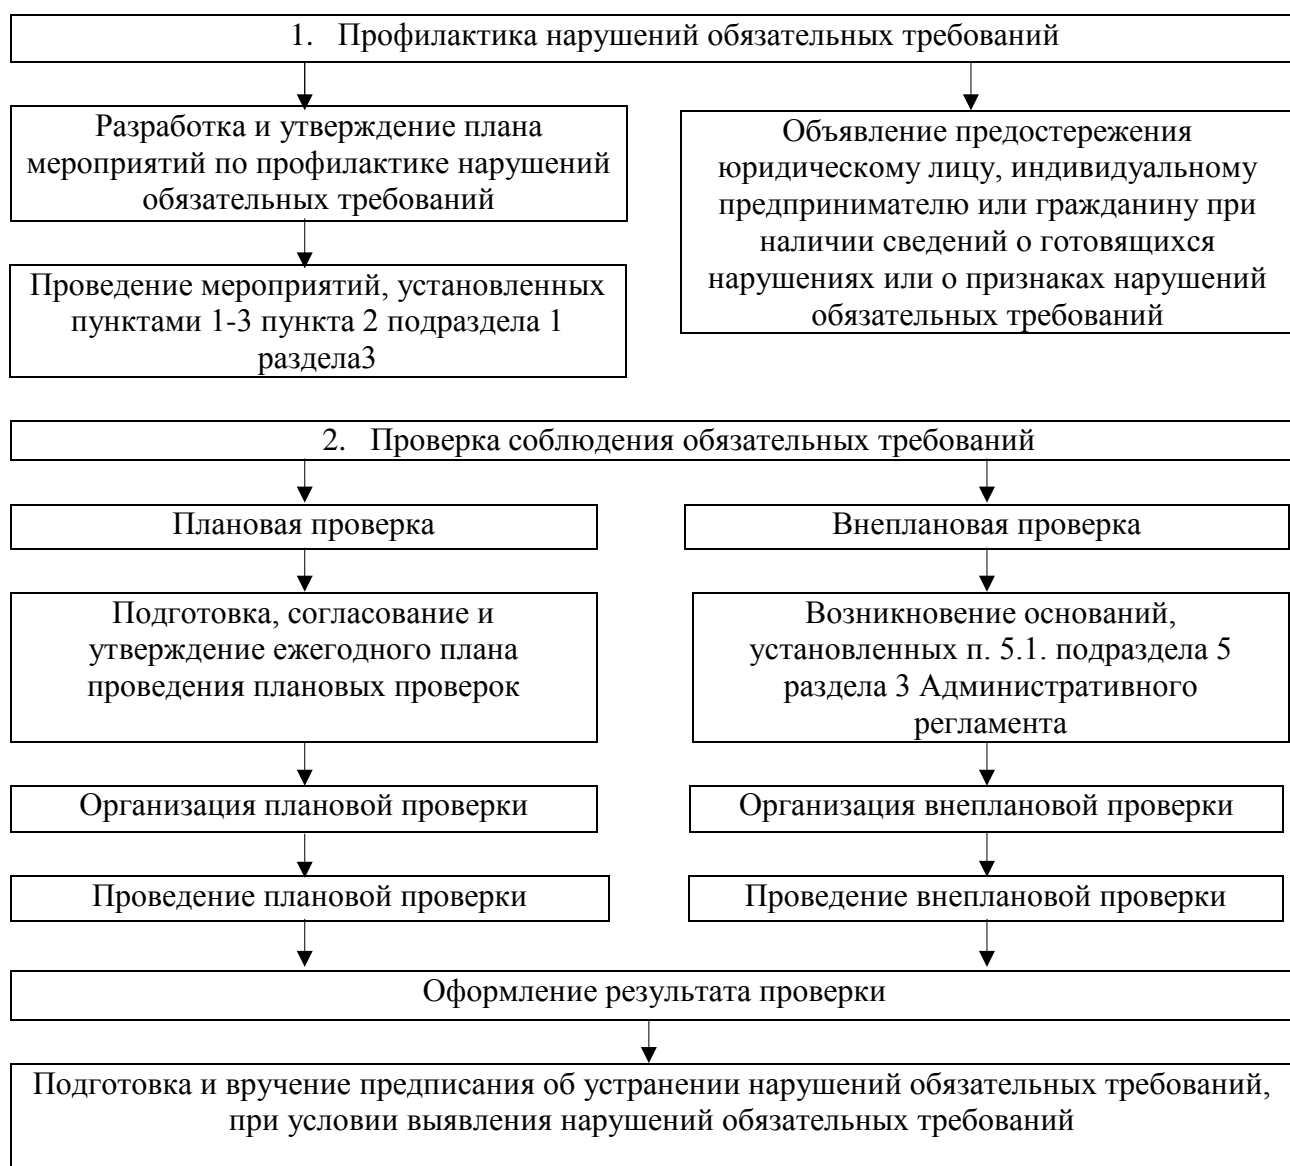 1. Профилактика нарушений обязательных требований
Разработка и утверждение плана
мероприятий по профилактике нарушений
обязательных требований
Проведение мероприятий, установленных
пунктами 1-3 пункта 2 подраздела 1
раздела3
Объявление предостережения
юридическому лицу, индивидуальному
предпринимателю или гражданину при
наличии сведений о готовящихся
нарушениях или о признаках нарушений
обязательных требований
2. Проверка соблюдения обязательных требований
Плановая проверка
Подготовка, согласование и
утверждение ежегодного плана
проведения плановых проверок
Организация плановой проверки
Проведение плановой проверки
Внеплановая проверка
Возникновение оснований,
установленных п. 5.1. подраздела 5
раздела 3 Административного
регламента
Организация внеплановой проверки
Проведение внеплановой проверки
Оформление результата проверки
Подготовка и вручение предписания об устранении нарушений обязательных требований,
при условии выявления нарушений обязательных требований